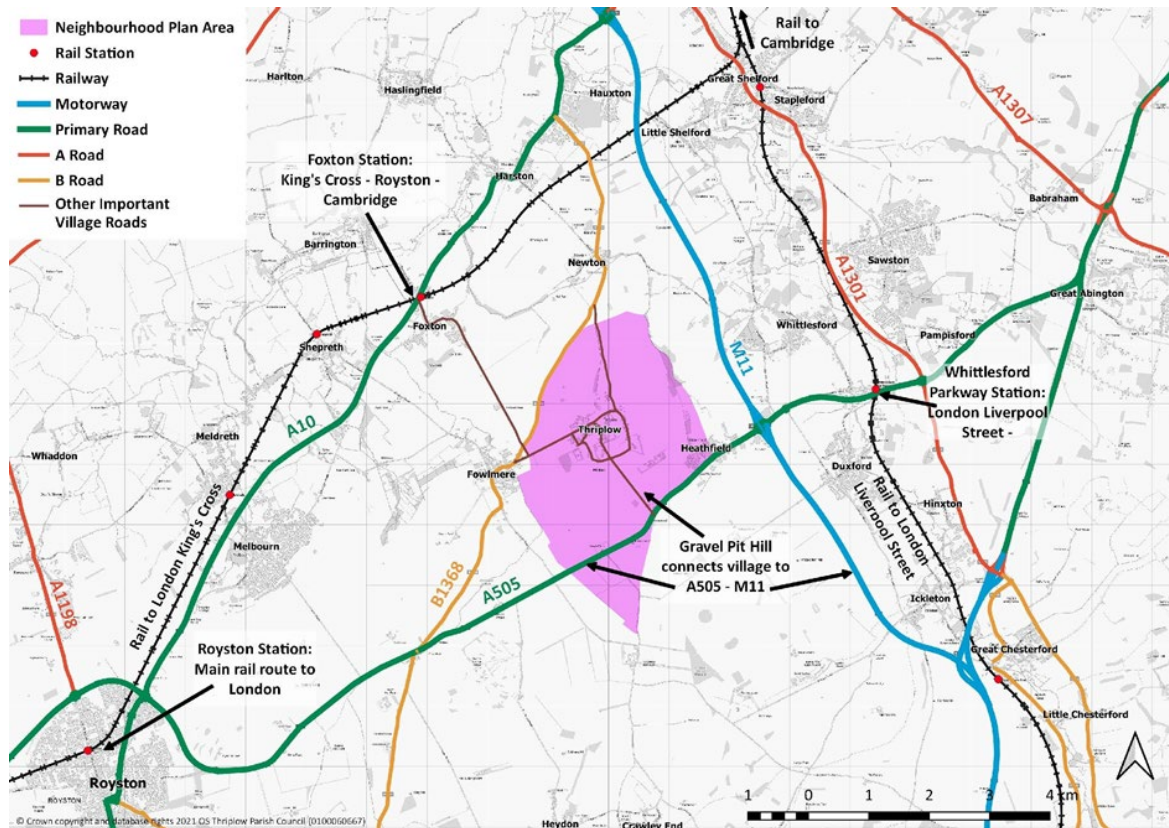 Neighbourhood Plan Area
Rail Station
Railway
Motorway
Primary Road
A Road
B Road
Other Important
Village Roads
Rail to
Cambridge
Harlton
Haslingfield
Hauxton
Great Shelford
Stapleford
Little Shelford
A1307
Foxton Station:
King's Cross - Royston -
Cambridge
Harston
Babraham
Barrington
Newton
Sawston
A1301
Great Abington
Foxton
Shepreth
Whittlesford
Pampisford
M11
Whittlesford
Parkway Station:
London Liverpool
Street -
A10
Thriplow
Meldreth
Whaddon
Heathfield
Fowlmere
Duxford
Rail to London King's Cross
Hinxton
Rail to London
Liverpool Street
Melbourn
Gravel Pit Hill
connects village to
A505 - M11
A1198
B1368
A505
Ickleton
Royston Station:
Main rail route to
London
Great Chesterford
Little Chesterford
Royston
ROYSTON
1 0 1 2 3 4 km
© Crown copyright and database rights 2021 OS Thriplow Parish Council (0100060667)
Heydon
Crawley End